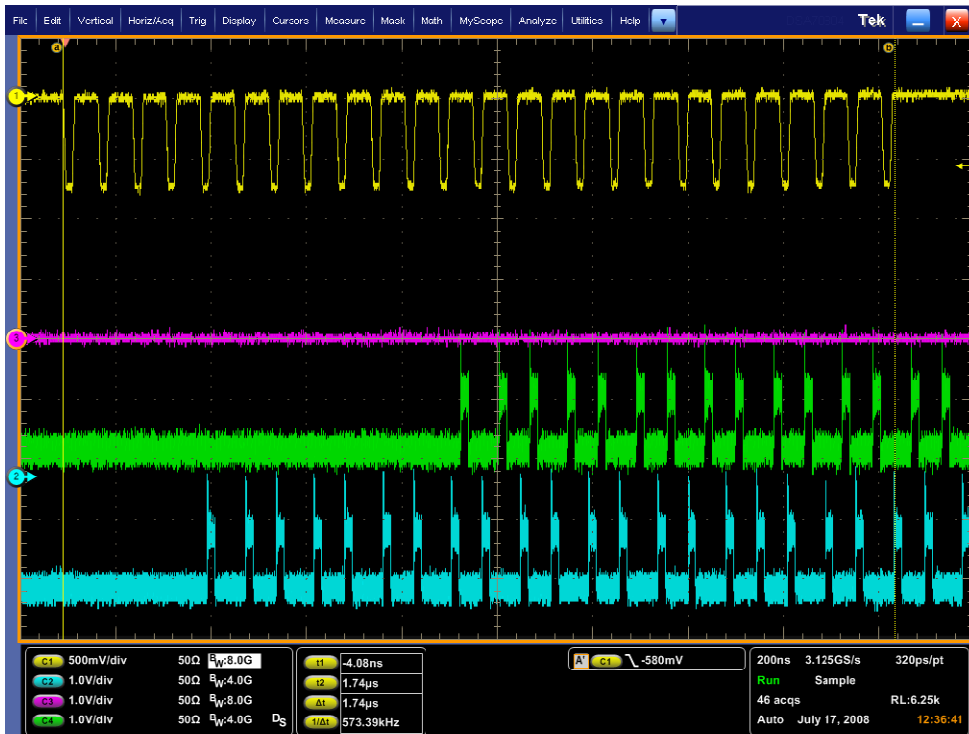 File Edit Vertical Horiz/Acq Trig Display Cursors Measure Mask Math MyScope Analyze Utilities Help Tek X
a b
1
3
2
C1 500mV/div 50Ω BW:8.0G
C2 1.0V/div 50Ω BW:4.0G
C3 1.0V/div 50Ω BW:8.0G
C4 1.0V/div 50Ω BW:4.0G DS
t1 -4.08ns
t2 1.74µs
Δt 1.74µs
1/Δt 573.39kHz
A' C1 -580mV
200ns 3.125GS/s 320ps/pt
Run Sample
46 acqs RL:6.25k
Auto July 17, 2008 12:36:41